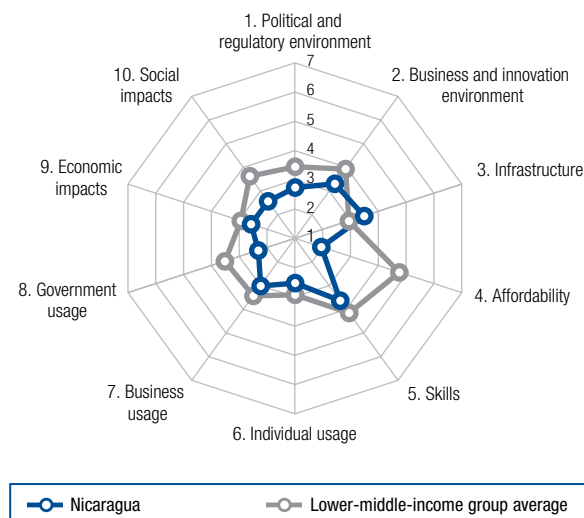 1. Political and
regulatory environment
2. Business and innovation
environment
3. Infrastructure
4. Affordability
5. Skills
6. Individual usage
7. Business
usage
8. Government
usage
9. Economic
impacts
10. Social
impacts
7
6
5
4
3
2
1
Nicaragua
Lower-middle-income group average